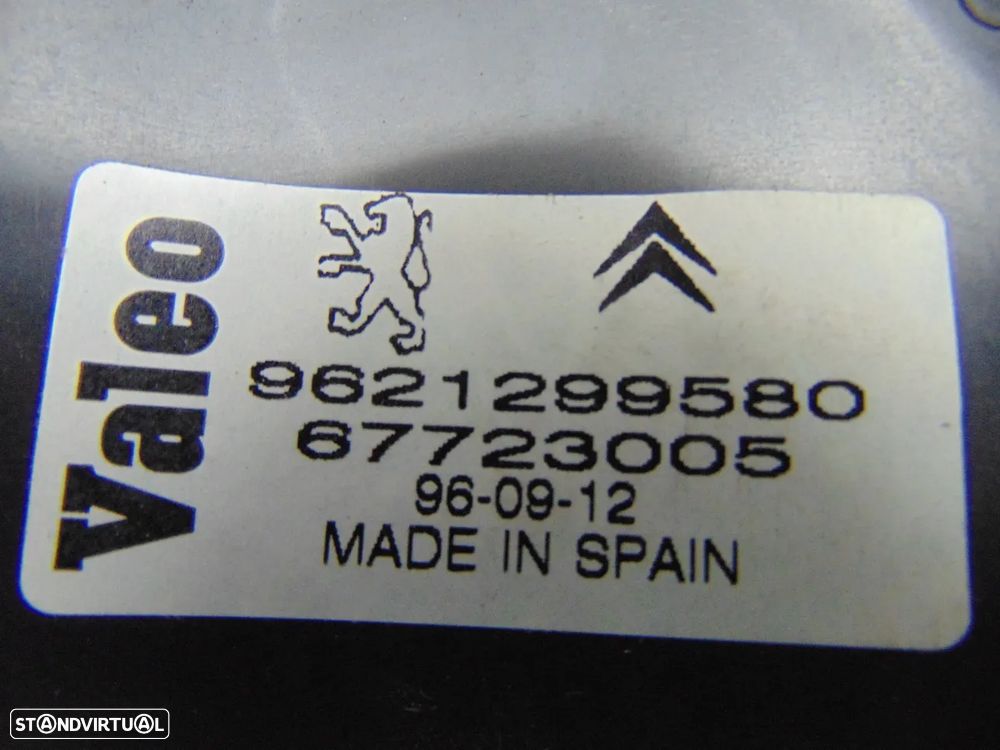 Valeo
9621299580
67723005
96-09-12
MADE IN SPAIN
STANDVIRTUAL